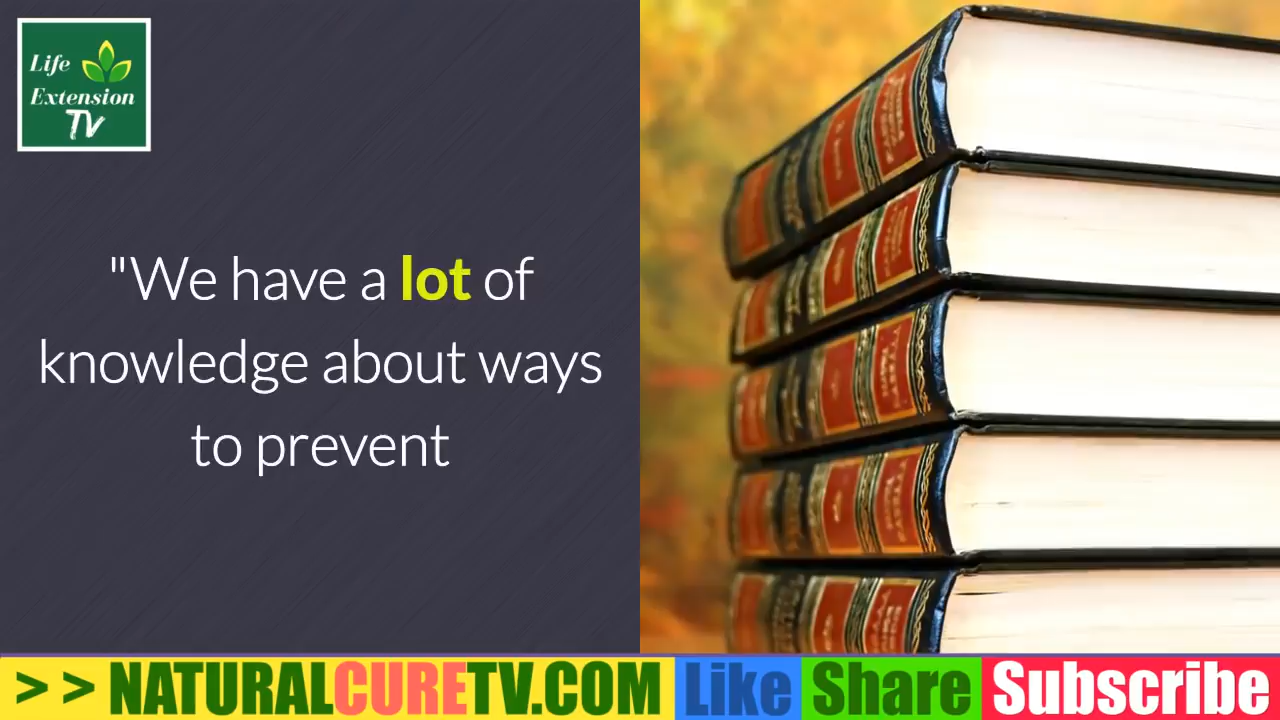 Life
Extension
TV
"We have a lot of
knowledge about ways
to prevent
> > NATURALCURETV.COM Like Share Subscribe